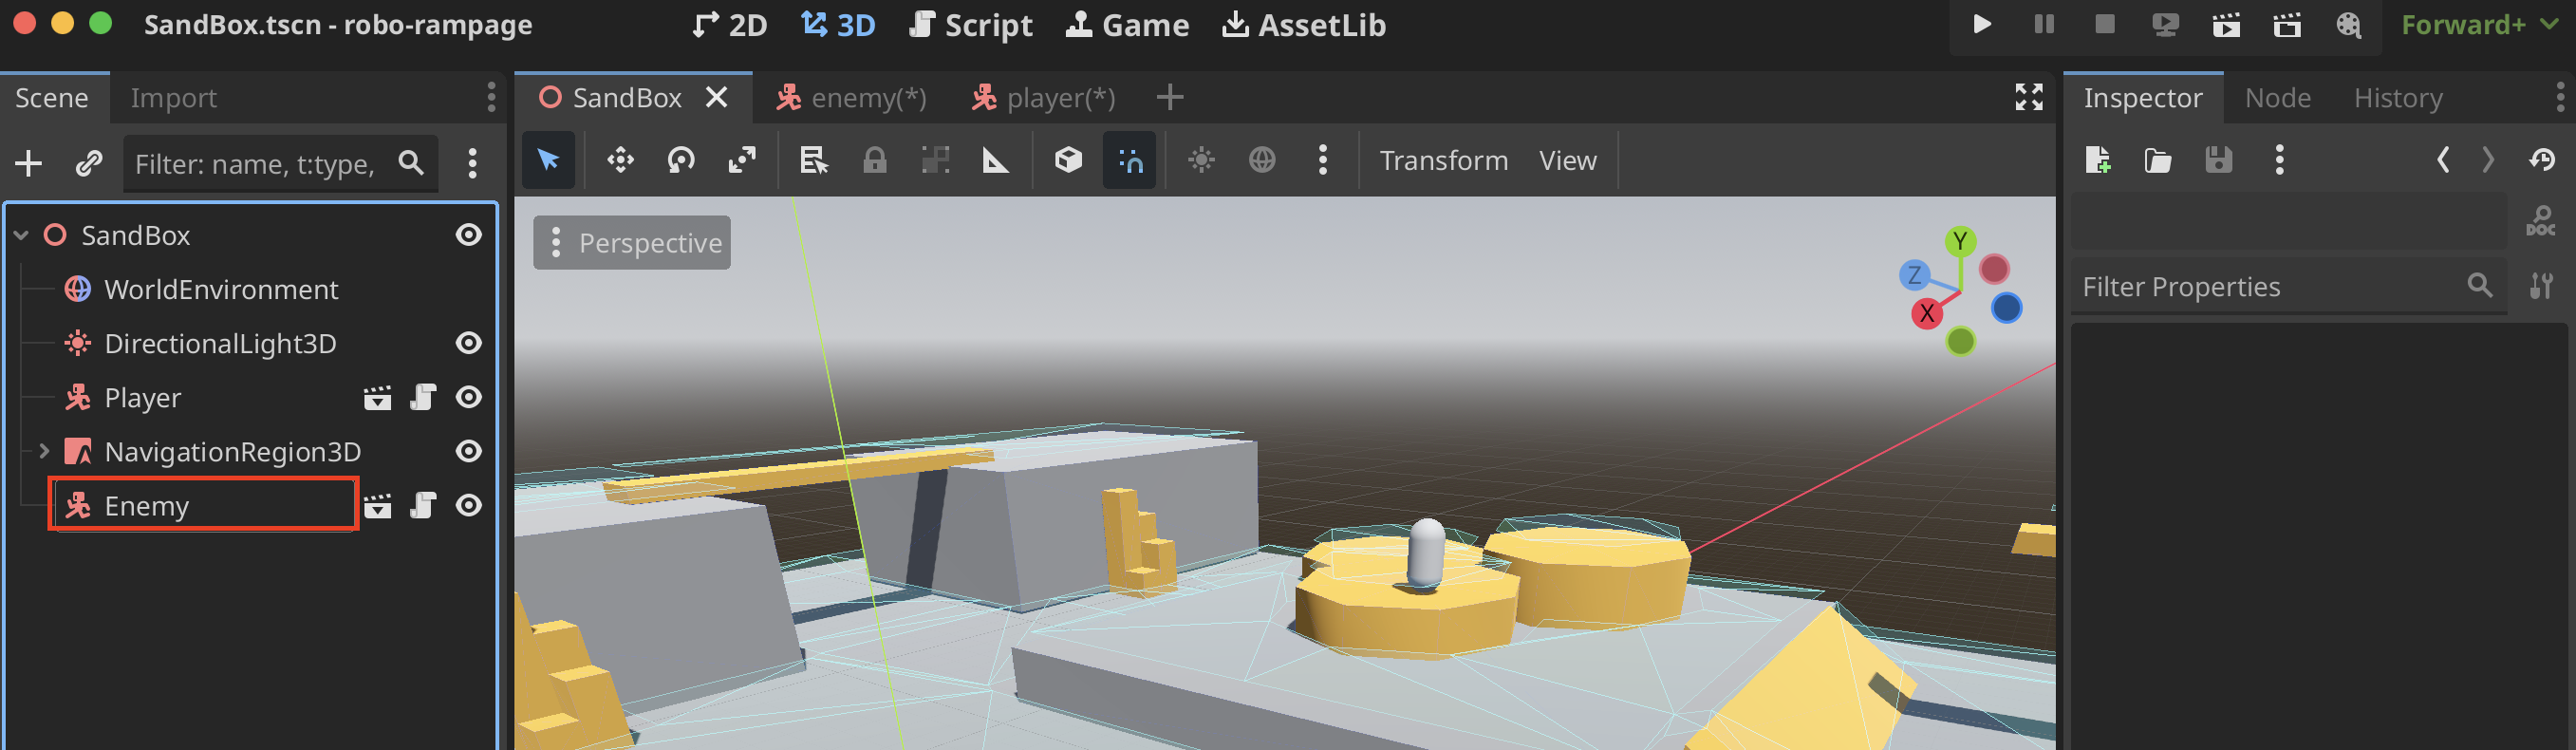 SandBox.tscn - robo-rampage
2D 3D Script Game AssetLib
Forward+
Scene Import
SandBox enemy(*) player(*)
Inspector Node History
Filter: name, t:type,
Transform View
DOC
Perspective
Filter Properties
Y
Z
X
SandBox
WorldEnvironment
DirectionalLight3D
Player
NavigationRegion3D
Enemy